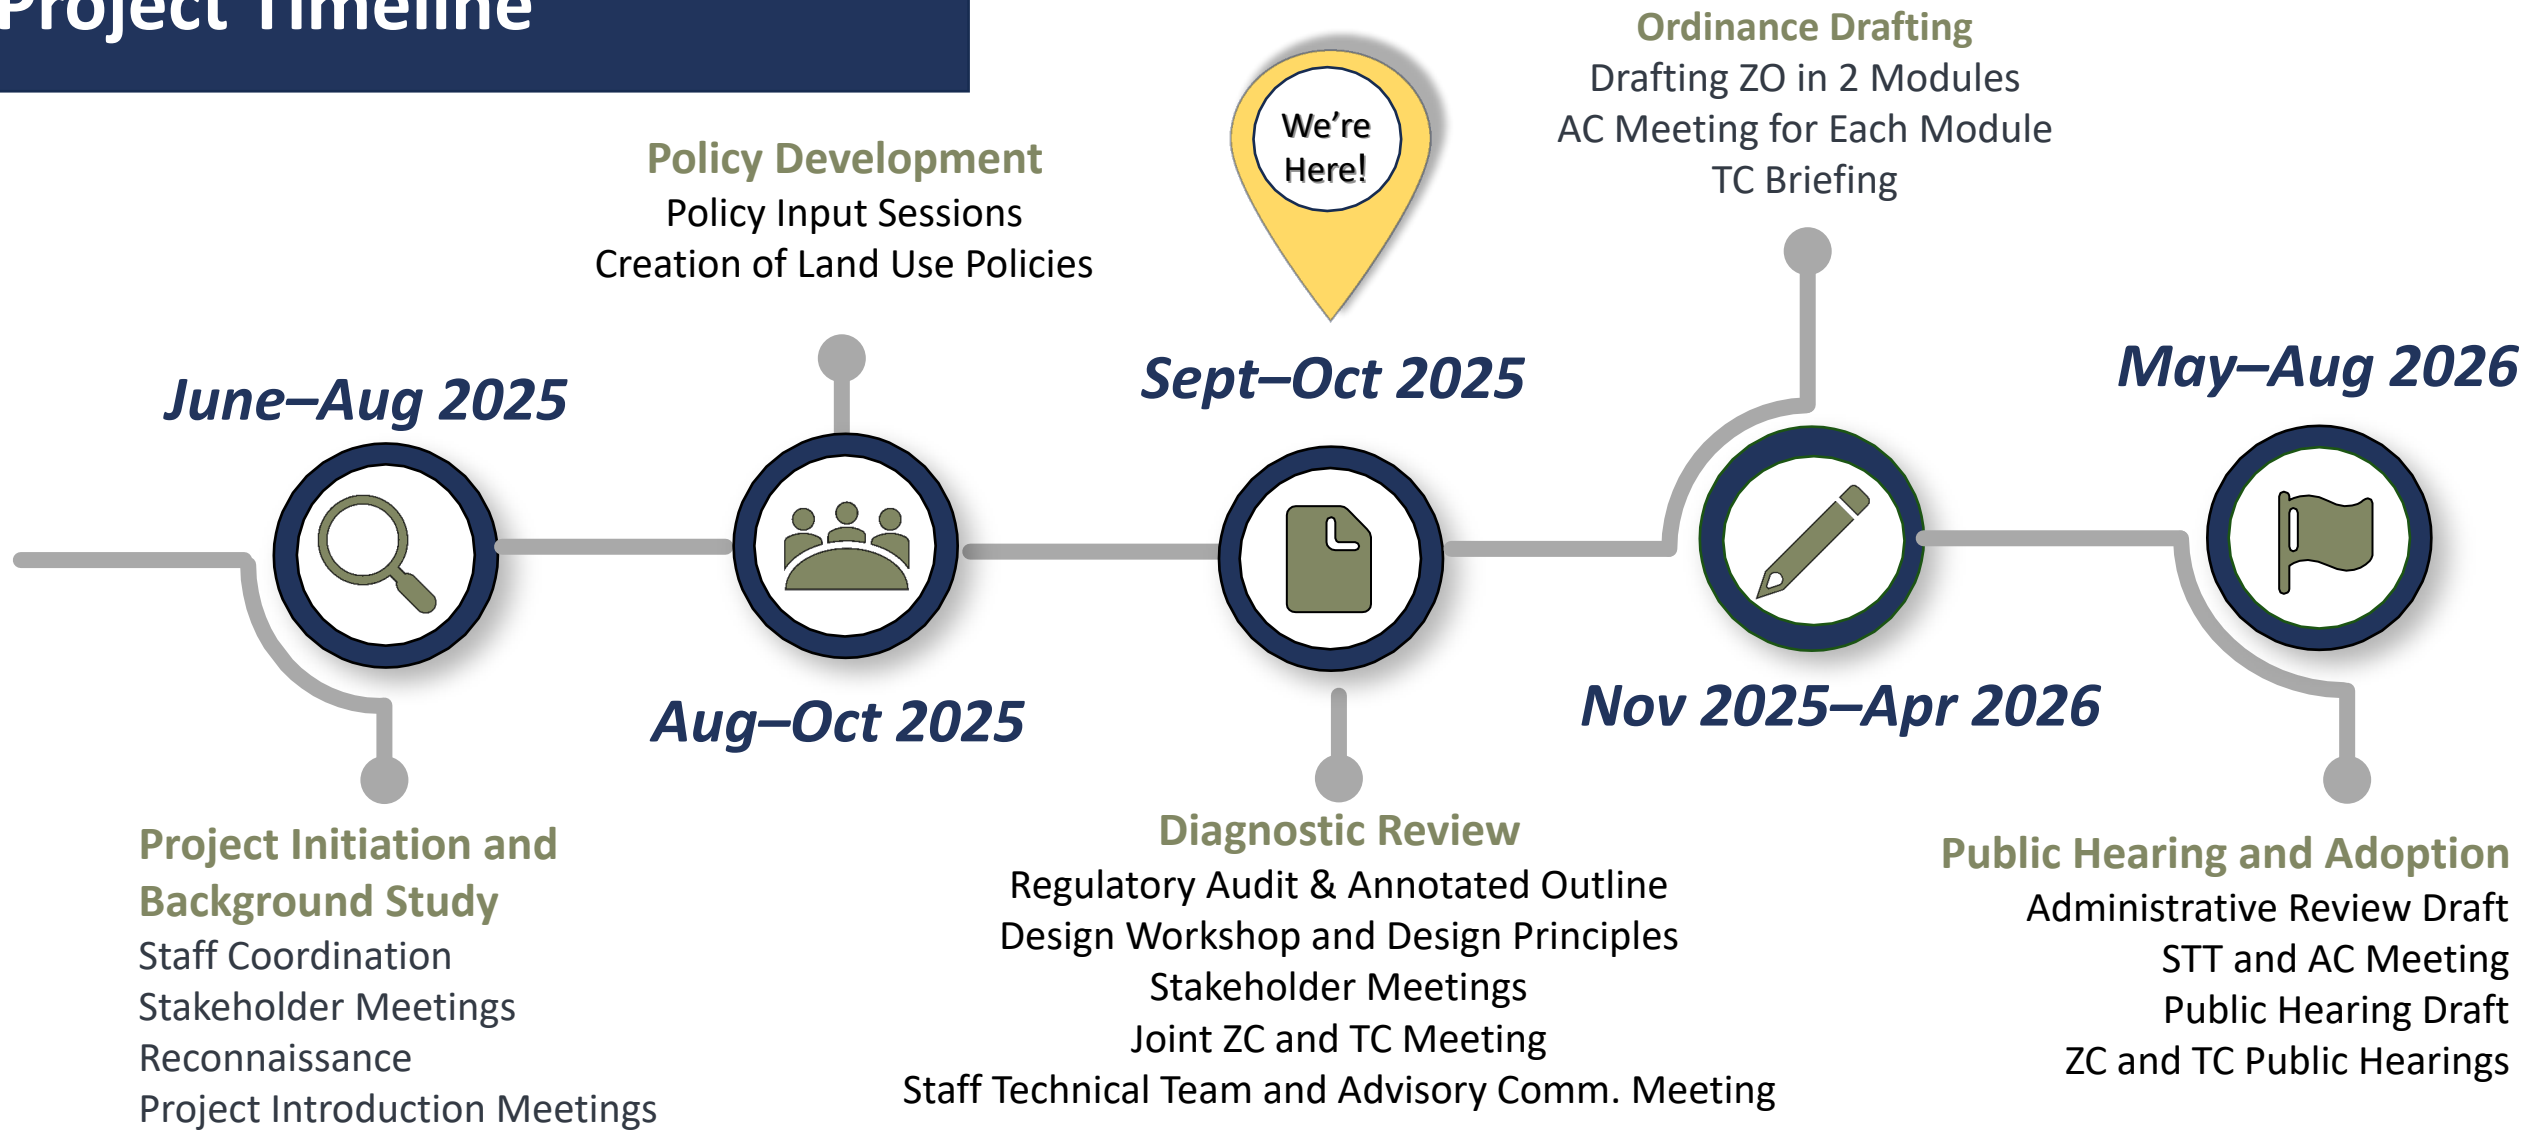 Project Timeline
June–Aug 2025
Project Initiation and
Background Study
Staff Coordination
Stakeholder Meetings
Reconnaissance
Project Introduction Meetings
Policy Development
Policy Input Sessions
Creation of Land Use Policies
Aug–Oct 2025
We’re
Here!
Sept–Oct 2025
Diagnostic Review
Regulatory Audit & Annotated Outline
Design Workshop and Design Principles
Stakeholder Meetings
Joint ZC and TC Meeting
Staff Technical Team and Advisory Comm. Meeting
Ordinance Drafting
Drafting ZO in 2 Modules
AC Meeting for Each Module
TC Briefing
Nov 2025–Apr 2026
May–Aug 2026
Public Hearing and Adoption
Administrative Review Draft
STT and AC Meeting
Public Hearing Draft
ZC and TC Public Hearings